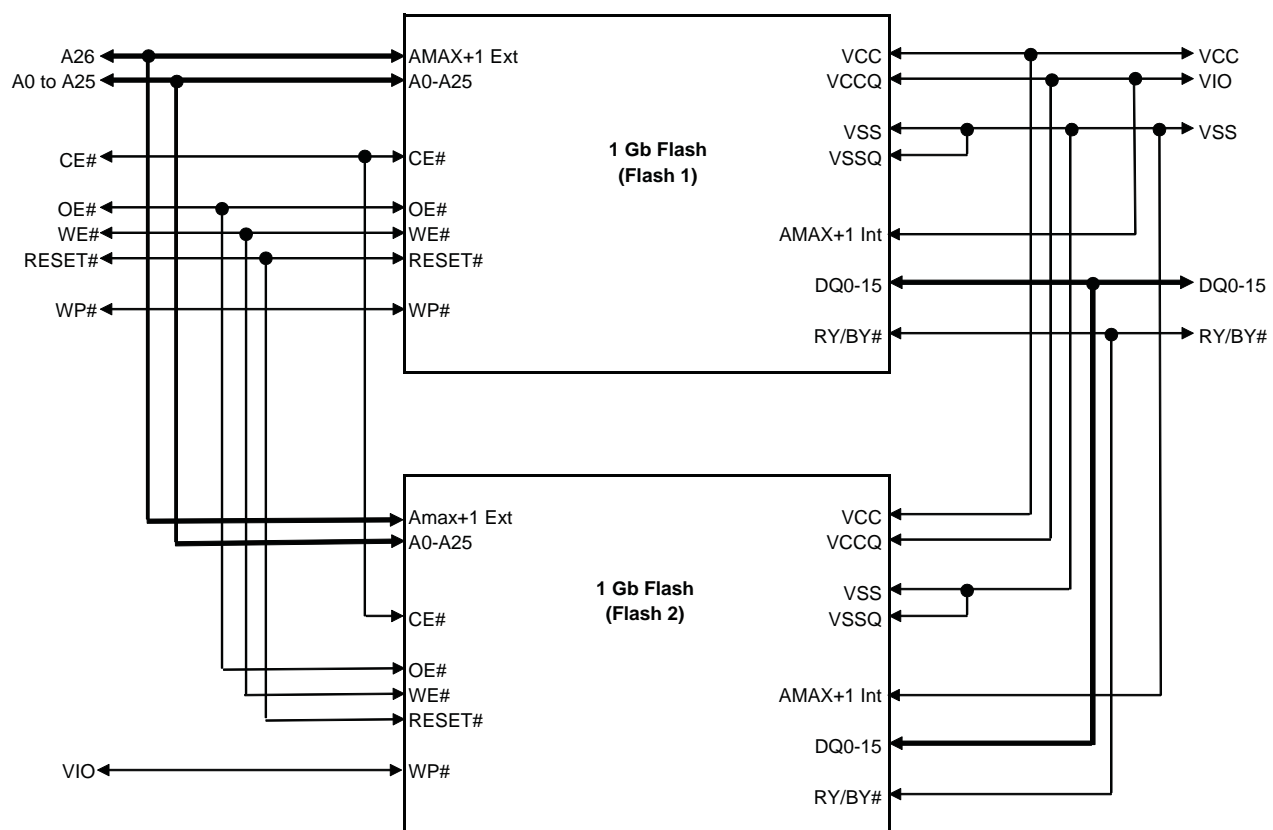 A26
AMAX+1 Ext
VCC
VCC
A0 to A25
A0-A25
VCCQ
VIO
VSS
VSS
1 Gb Flash
(Flash 1)
CE#
CE#
VSSQ
OE#
OE#
WE#
WE#
AMAX+1 Int
RESET#
RESET#
DQ0-15
DQ0-15
WP#
WP#
RY/BY#
RY/BY#
Amax+1 Ext
VCC
A0-A25
VCCQ
1 Gb Flash
(Flash 2)
VSS
CE#
VSSQ
OE#
WE#
AMAX+1 Int
RESET#
DQ0-15
VIO
WP#
RY/BY#